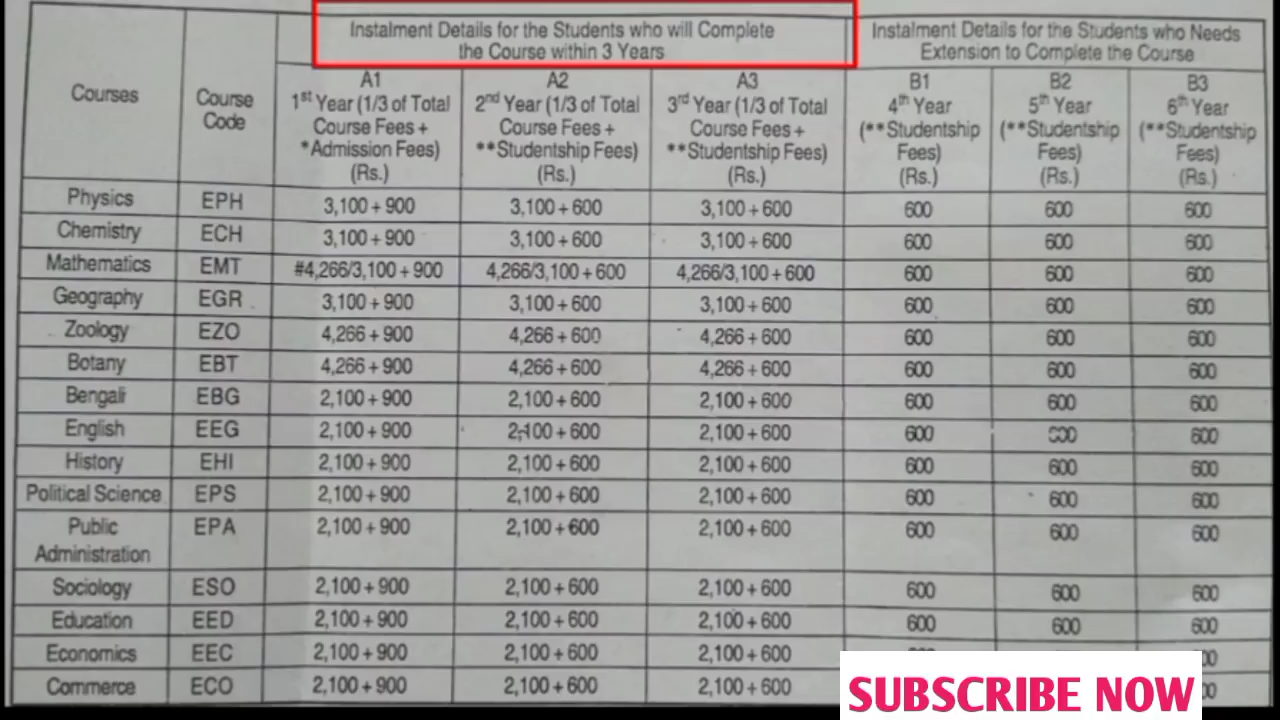 Instalment Details for the Students who will Complete
the Course within 3 Years
Instalment Details for the Students who Needs
Extension to Complete the Course
Courses
Course
Code
A1
1st Year (1/3 of Total
Course Fees +
*Admission Fees)
(Rs.)
A2
2nd Year (1/3 of Total
Course Fees +
**Studentship Fees)
(Rs.)
A3
3rd Year (1/3 of Total
Course Fees +
**Studentship Fees)
(Rs.)
B1
4th Year
(**Studentship
Fees)
(Rs.)
B2
5th Year
(**Studentship
Fees)
(Rs.)
B3
6th Year
(**Studentship
Fees)
(Rs.)
Physics EPH 3,100+900 3,100+600 3,100+600 600 600 600
Chemistry ECH 3,100+900 3,100+600 3,100+600 600 600 600
Mathematics EMT #4,266/3,100+900 4,266/3,100+600 4,266/3,100+600 600 600 600
Geography EGR 3,100+900 3,100+600 3,100+600 600 600 600
Zoology EZO 4,266+900 4,266+600 4,266+600 600 600 600
Botany EBT 4,266+900 4,266+600 4,266+600 600 600 600
Bengali EBG 2,100+900 2,100+600 2,100+600 600 600 600
English EEG 2,100+900 2,100+600 2,100+600 600 600
History EHI 2,100+900 2,100+600 2,100+600 600 600 600
Political Science EPS 2,100+900 2,100+600 2,100+600 600 600 600
Public EPA 2,100+900 2,100+600 2,100+600 600 600 600
Administration
Sociology ESO 2,100+900 2,100+600 2,100+600 600 600 600
Education EED 2,100+900 2,100+600 2,100+600 600 600 600
Economics EEC 2,100+900 2,100+600 2,100+600
Commerce ECO 2,100+900 2,100+600 2,100+600
SUBSCRIBE NOW